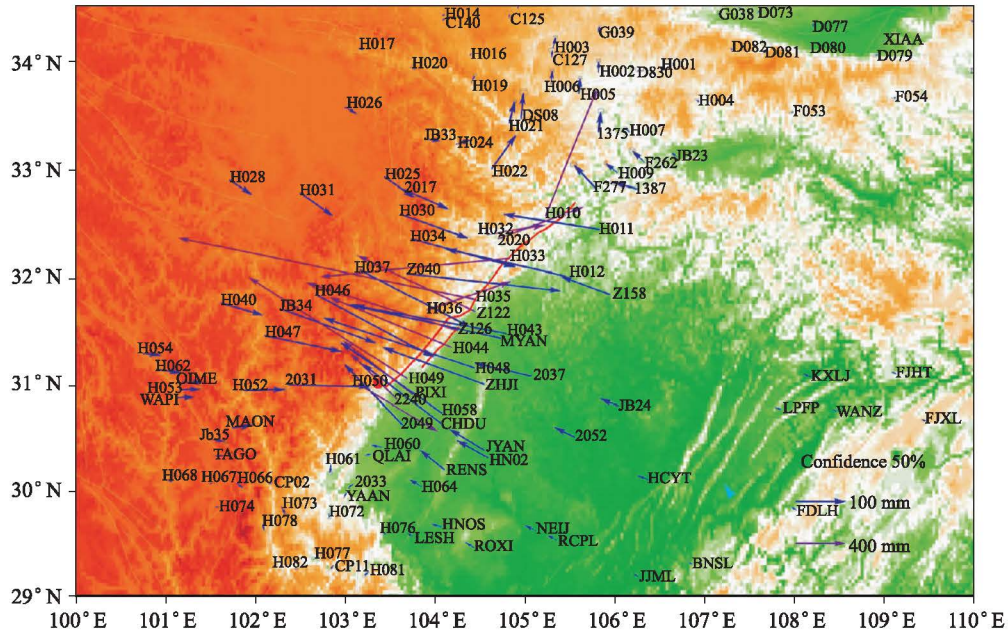 H014
C125
G038
D073
C140
G039
D077
H017
H016
H003
D082
D081
D080
XIAA
D079
34° N
H020
C127
H002
D830
H001
H019
H006
H005
H004
F054
H026
DS08
F053
JB33
H024
H021
1375
H007
33° N
H022
F262
JB23
H028
H025
2017
H009
H031
F277
1387
H030
H010
H034
H032
2020
H011
H033
32° N
H037
Z040
H012
H040
JB34
H046
H035
Z158
H036
Z122
H047
Z126
H043
MYAN
H054
H044
H062
QIME
H048
2037
31° N
H053
H052
2031
H050
H049
ZHJI
KXLJ
FJHT
WAPI
PIXI
2240
H058
JB24
LPFP
WANZ
MAON
2049
CHDU
FJXL
Jb35
H060
JYAN
2052
TAGO
H061
QLAI
HN02
Confidence 50%
H068
H067
H066
CP02
2033
RENS
HCYT
30° N
YAAN
H064
100 mm
H074
H073
H072
FDLH
H078
H076
HNOS
NEIJ
LESH
RCPL
400 mm
ROXI
H082
H077
CP11
H081
BNSL
JJML
29° N
100° E
101° E
102° E
103° E
104° E
105° E
106° E
107° E
108° E
109° E
110° E